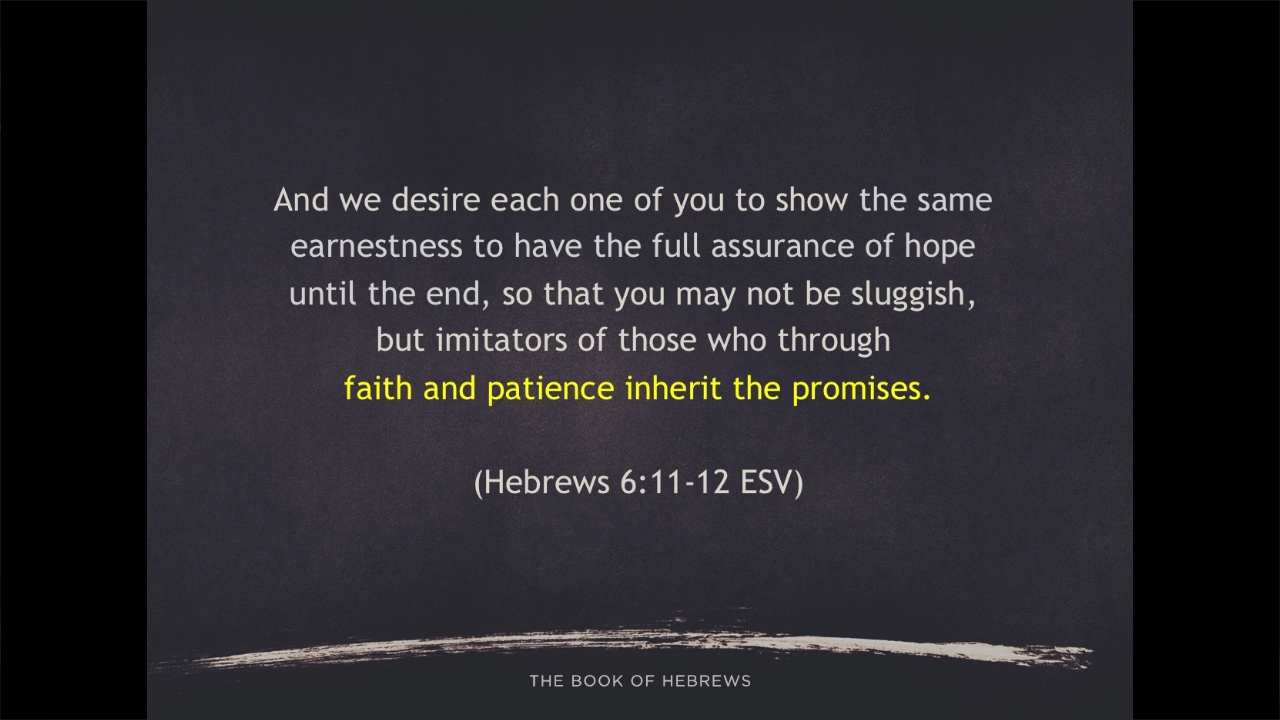 And we desire each one of you to show the same
earnestness to have the full assurance of hope
until the end, so that you may not be sluggish,
but imitators of those who through
faith and patience inherit the promises.
(Hebrews 6:11-12 ESV)
THE BOOK OF HEBREWS